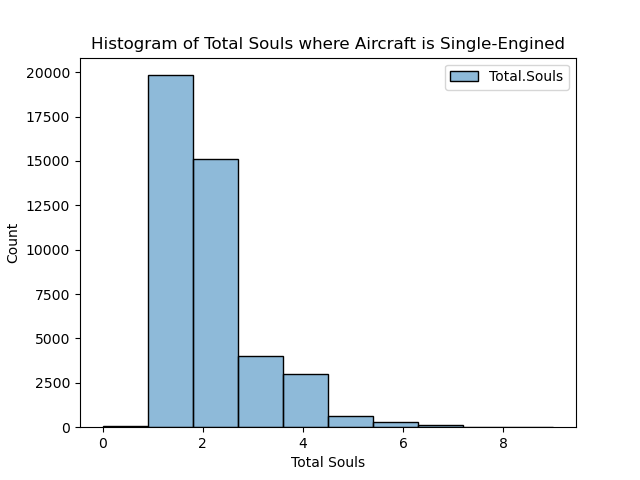 Histogram of Total Souls where Aircraft is Single-Engined
Total.Souls
20000
17500
15000
12500
10000
7500
5000
2500
0
Count
0 2 4 6 8
Total Souls